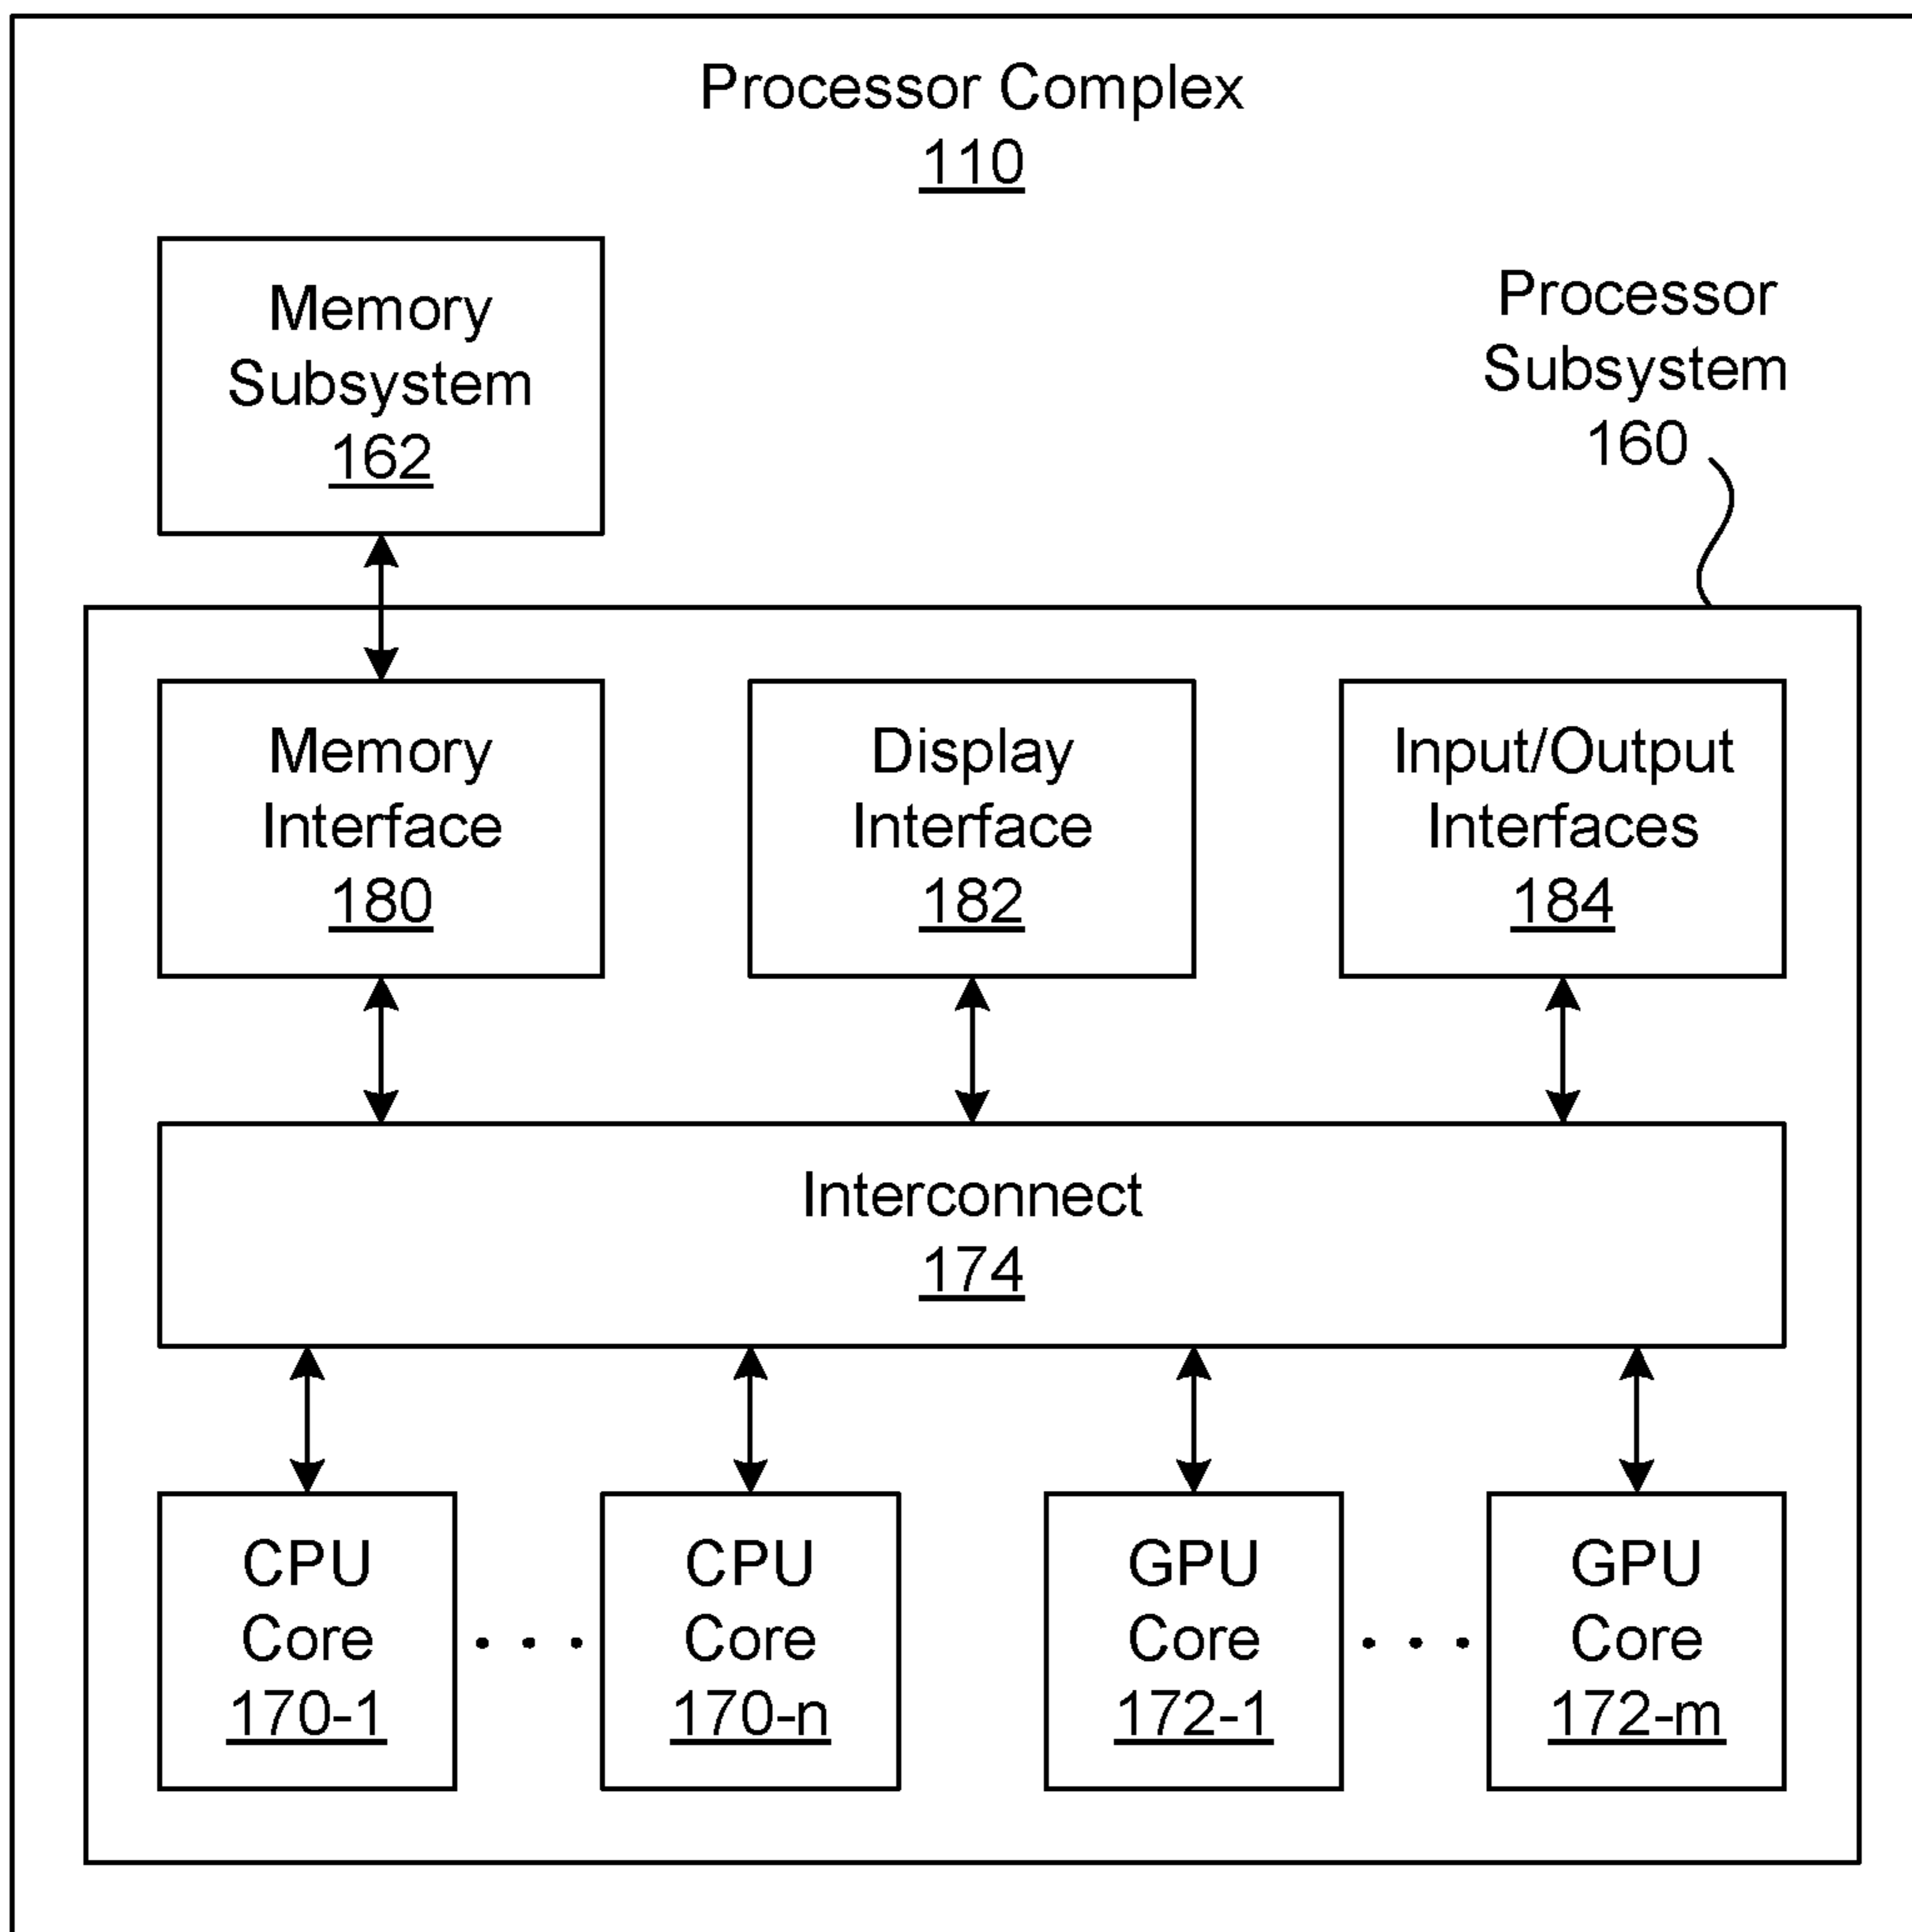 Processor Complex
110
Memory
Subsystem
162
Processor
Subsystem
160
Memory
Interface
180
Display
Interface
182
Input/Output
Interfaces
184
Interconnect
174
CPU
Core
170-1
. . .
CPU
Core
170-n
GPU
Core
172-1
. . .
GPU
Core
172-m